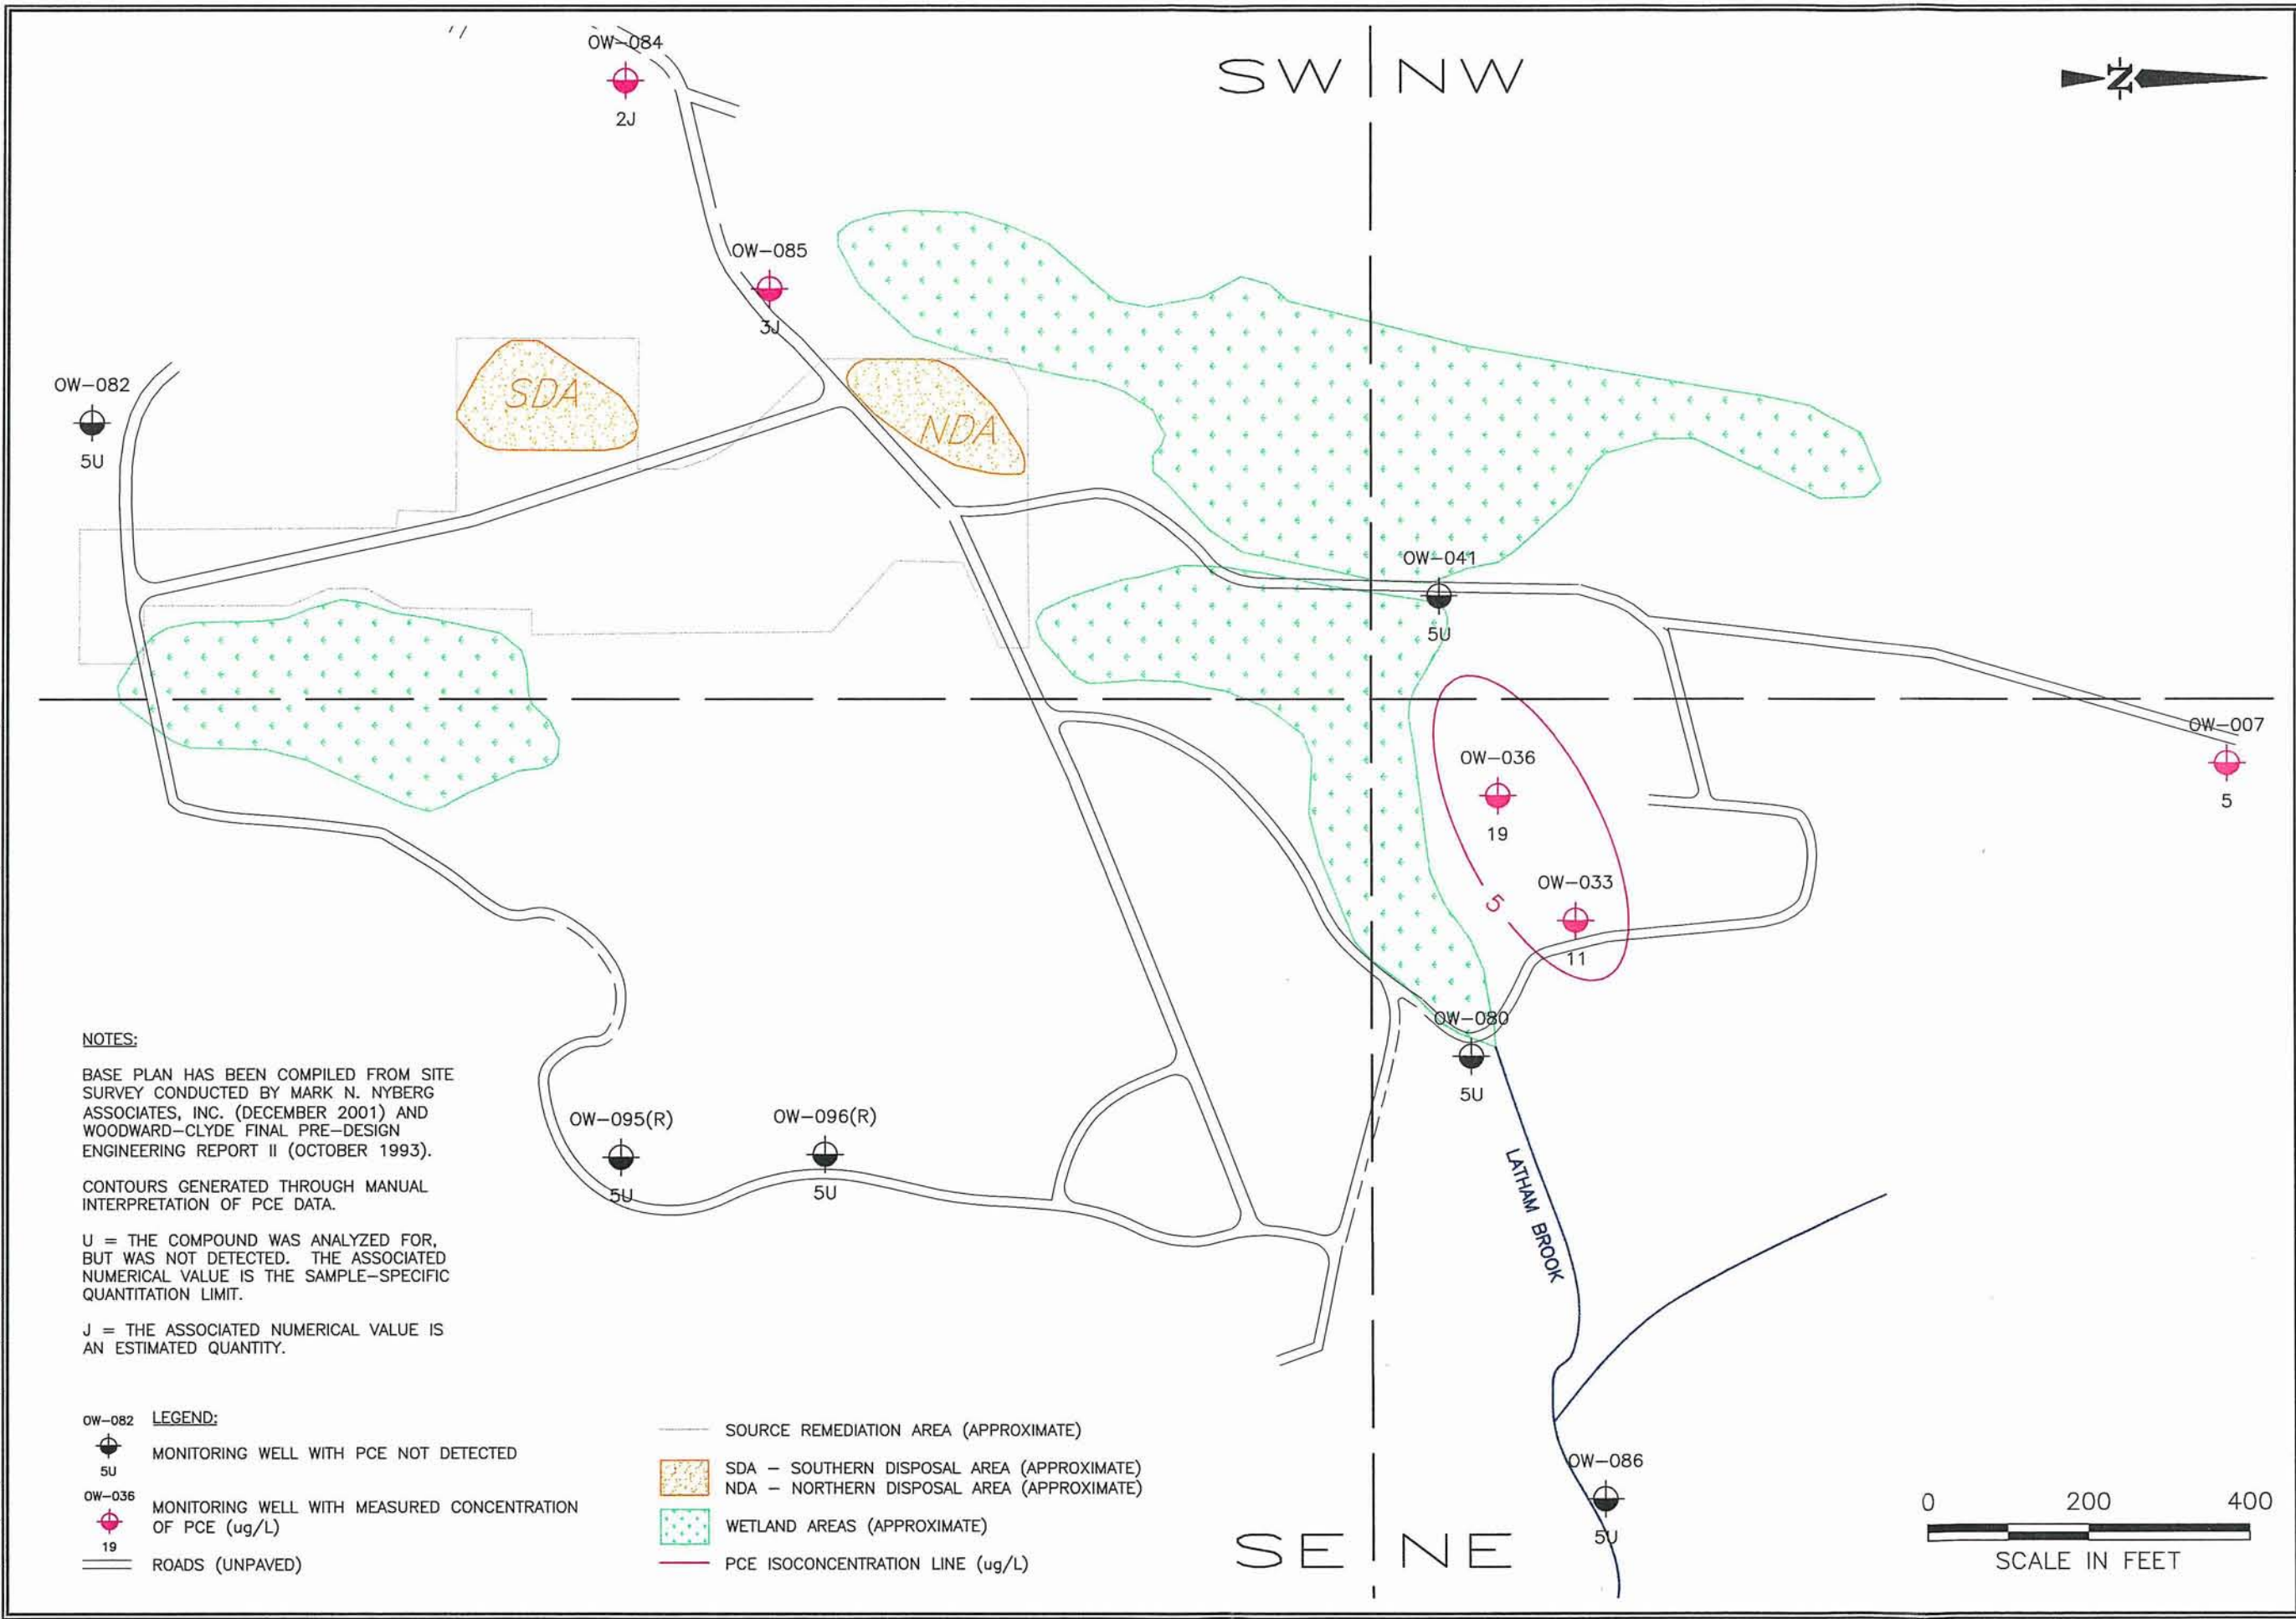 OW-084
2J
SW NW
N
OW-085
3J
OW-082
5U
SDA
NDA
OW-041
5U
OW-007
5
OW-036
19
OW-033
11
5
OW-080
5U
OW-095(R)
5U
OW-096(R)
5U
LATHAM BROOK
OW-086
5U
SE NE
NOTES:
BASE PLAN HAS BEEN COMPILED FROM SITE
SURVEY CONDUCTED BY MARK N. NYBERG
ASSOCIATES, INC. (DECEMBER 2001) AND
WOODWARD-CLYDE FINAL PRE-DESIGN
ENGINEERING REPORT II (OCTOBER 1993).
CONTOURS GENERATED THROUGH MANUAL
INTERPRETATION OF PCE DATA.
U = THE COMPOUND WAS ANALYZED FOR,
BUT WAS NOT DETECTED. THE ASSOCIATED
NUMERICAL VALUE IS THE SAMPLE-SPECIFIC
QUANTITATION LIMIT.
J = THE ASSOCIATED NUMERICAL VALUE IS
AN ESTIMATED QUANTITY.
LEGEND:
OW-082
5U
MONITORING WELL WITH PCE NOT DETECTED
OW-036
19
MONITORING WELL WITH MEASURED CONCENTRATION
OF PCE (ug/L)
ROADS (UNPAVED)
SOURCE REMEDIATION AREA (APPROXIMATE)
SDA - SOUTHERN DISPOSAL AREA (APPROXIMATE)
NDA - NORTHERN DISPOSAL AREA (APPROXIMATE)
WETLAND AREAS (APPROXIMATE)
PCE ISOCONCENTRATION LINE (ug/L)
0 200 400
SCALE IN FEET